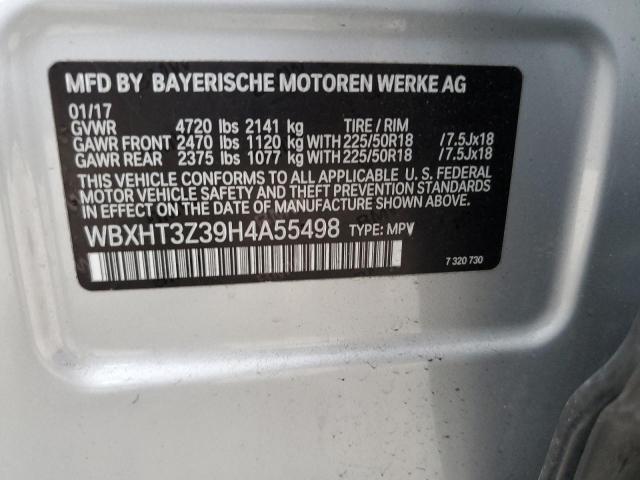 MFD BY BAYERISCHE MOTOREN WERKE AG
01/17
GVWR 4720 lbs 2141 kg TIRE / RIM
GAWR FRONT 2470 lbs 1120 kg WITH 225/50R18 /7.5Jx18
GAWR REAR 2375 lbs 1077 kg WITH 225/50R18 /7.5Jx18
THIS VEHICLE CONFORMS TO ALL APPLICABLE U. S. FEDERAL
MOTOR VEHICLE SAFETY AND THEFT PREVENTION STANDARDS
IN EFFECT ON THE DATE OF MANUFACTURE SHOWN ABOVE.
WBXHT3Z39H4A55498 TYPE: MPV
7 320 730